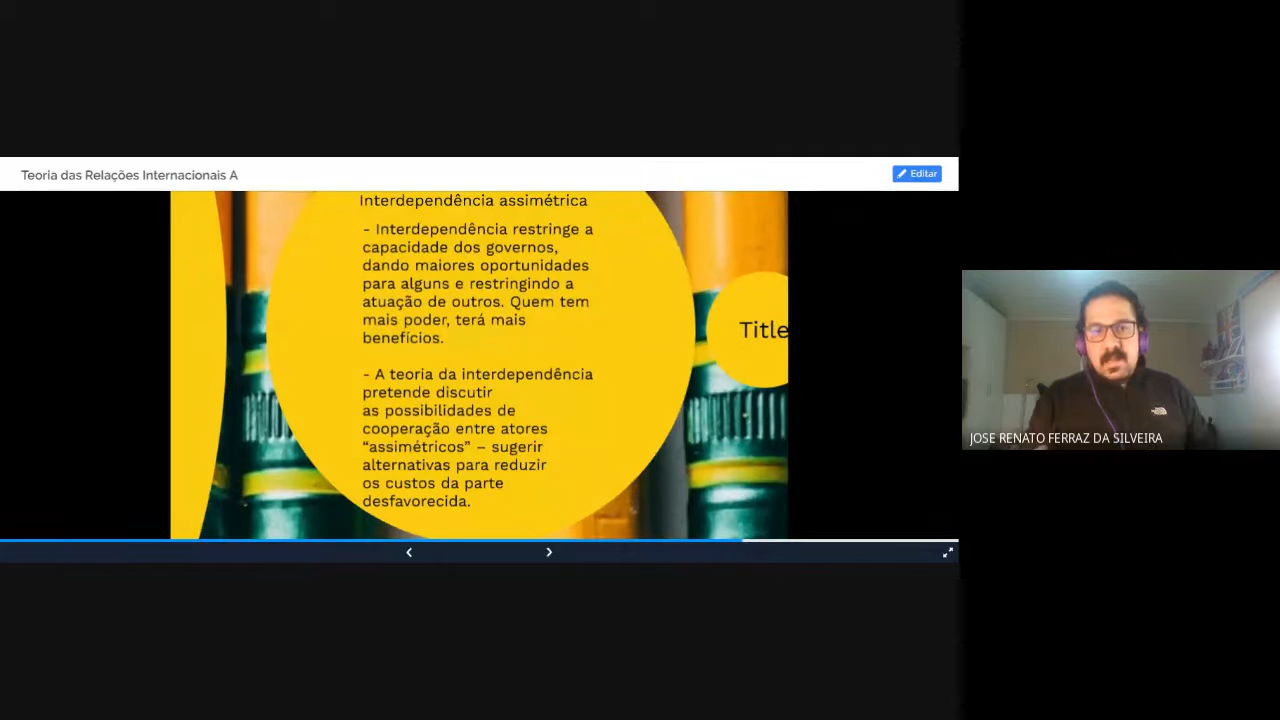 Teoria das Relações Internacionais A
Editar
Interdependência assimétrica
- Interdependência restringe a
capacidade dos governos,
dando maiores oportunidades
para alguns e restringindo a
atuação de outros. Quem tem
mais poder, terá mais
benefícios.
- A teoria da interdependência
pretende discutir
as possibilidades de
cooperação entre atores
“assimétricos” – sugerir
alternativas para reduzir
os custos da parte
desfavorecida.
Title
JOSE RENATO FERRAZ DA SILVEIRA